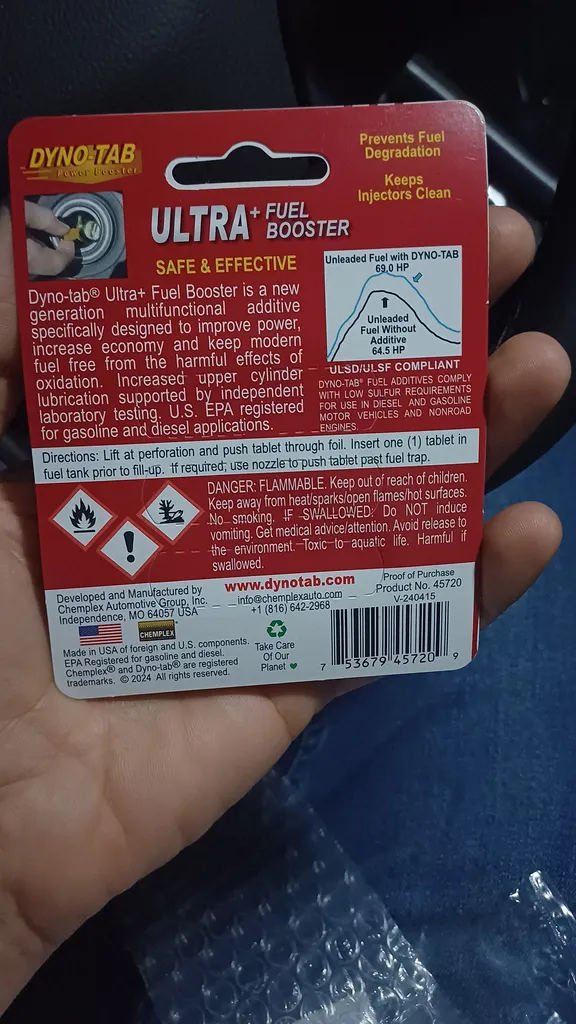 DYNO-TAB
Power Booster
Prevents Fuel
Degradation
Keeps
Injectors Clean
ULTRA+ FUEL
BOOSTER
SAFE & EFFECTIVE
Dyno-tab® Ultra+ Fuel Booster is a new
generation multifunctional additive
specifically designed to improve power,
increase economy and keep modern
fuel free from the harmful effects of
oxidation. Increased upper cylinder
lubrication supported by independent
laboratory testing. U.S. EPA registered
for gasoline and diesel applications.
Unleaded Fuel with DYNO-TAB
69.0 HP
Unleaded
Fuel Without
Additive
64.5 HP
ULSD/ULSF COMPLIANT
DYNO-TAB® FUEL ADDITIVES COMPLY
WITH LOW SULFUR REQUIREMENTS
FOR USE IN DIESEL AND GASOLINE
MOTOR VEHICLES AND NONROAD
ENGINES.
Directions: Lift at perforation and push tablet through foil. Insert one (1) tablet in
fuel tank prior to fill-up. If required, use nozzle to push tablet past fuel trap.
DANGER: FLAMMABLE. Keep out of reach of children.
Keep away from heat/sparks/open flames/hot surfaces.
No smoking. IF SWALLOWED: Do NOT induce
vomiting. Get medical advice/attention. Avoid release to
the environment. Toxic to aquatic life. Harmful if
swallowed.
www.dynotab.com
Developed and Manufactured by
Chemplex Automotive Group, Inc.
Independence, MO 64057 USA
info@chemplexauto.com
+1 (816) 642-2968
Proof of Purchase
Product No. 45720
V-240415
CHEMPLEX
Made in USA of foreign and U.S. components.
EPA Registered for gasoline and diesel.
Chemplex® and Dyno-tab® are registered
trademarks. © 2024 All rights reserved.
Take Care
Of Our
Planet ♥
7 53679 45720 9